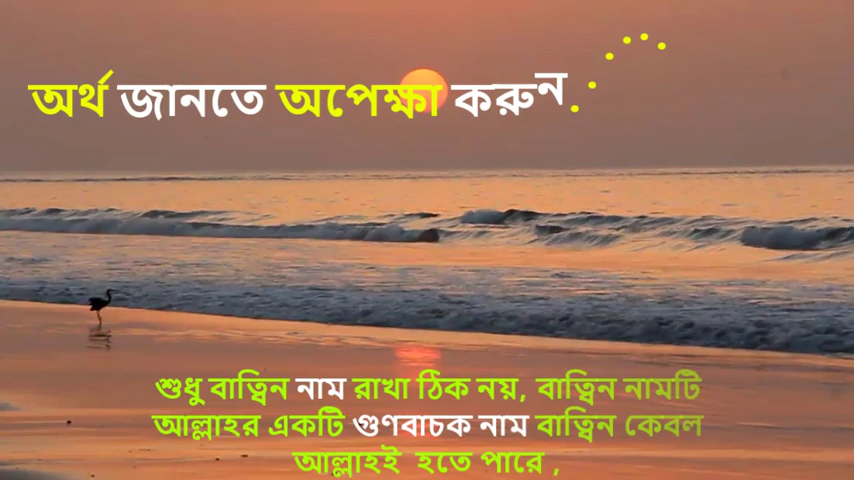 অর্থ জানতে অপেক্ষা করুন......
শুধু বাত্বিন নাম রাখা ঠিক নয়, বাত্বিন নামটি
আল্লাহর একটি গুণবাচক নাম বাত্বিন কেবল
আল্লাহই হতে পারে ,